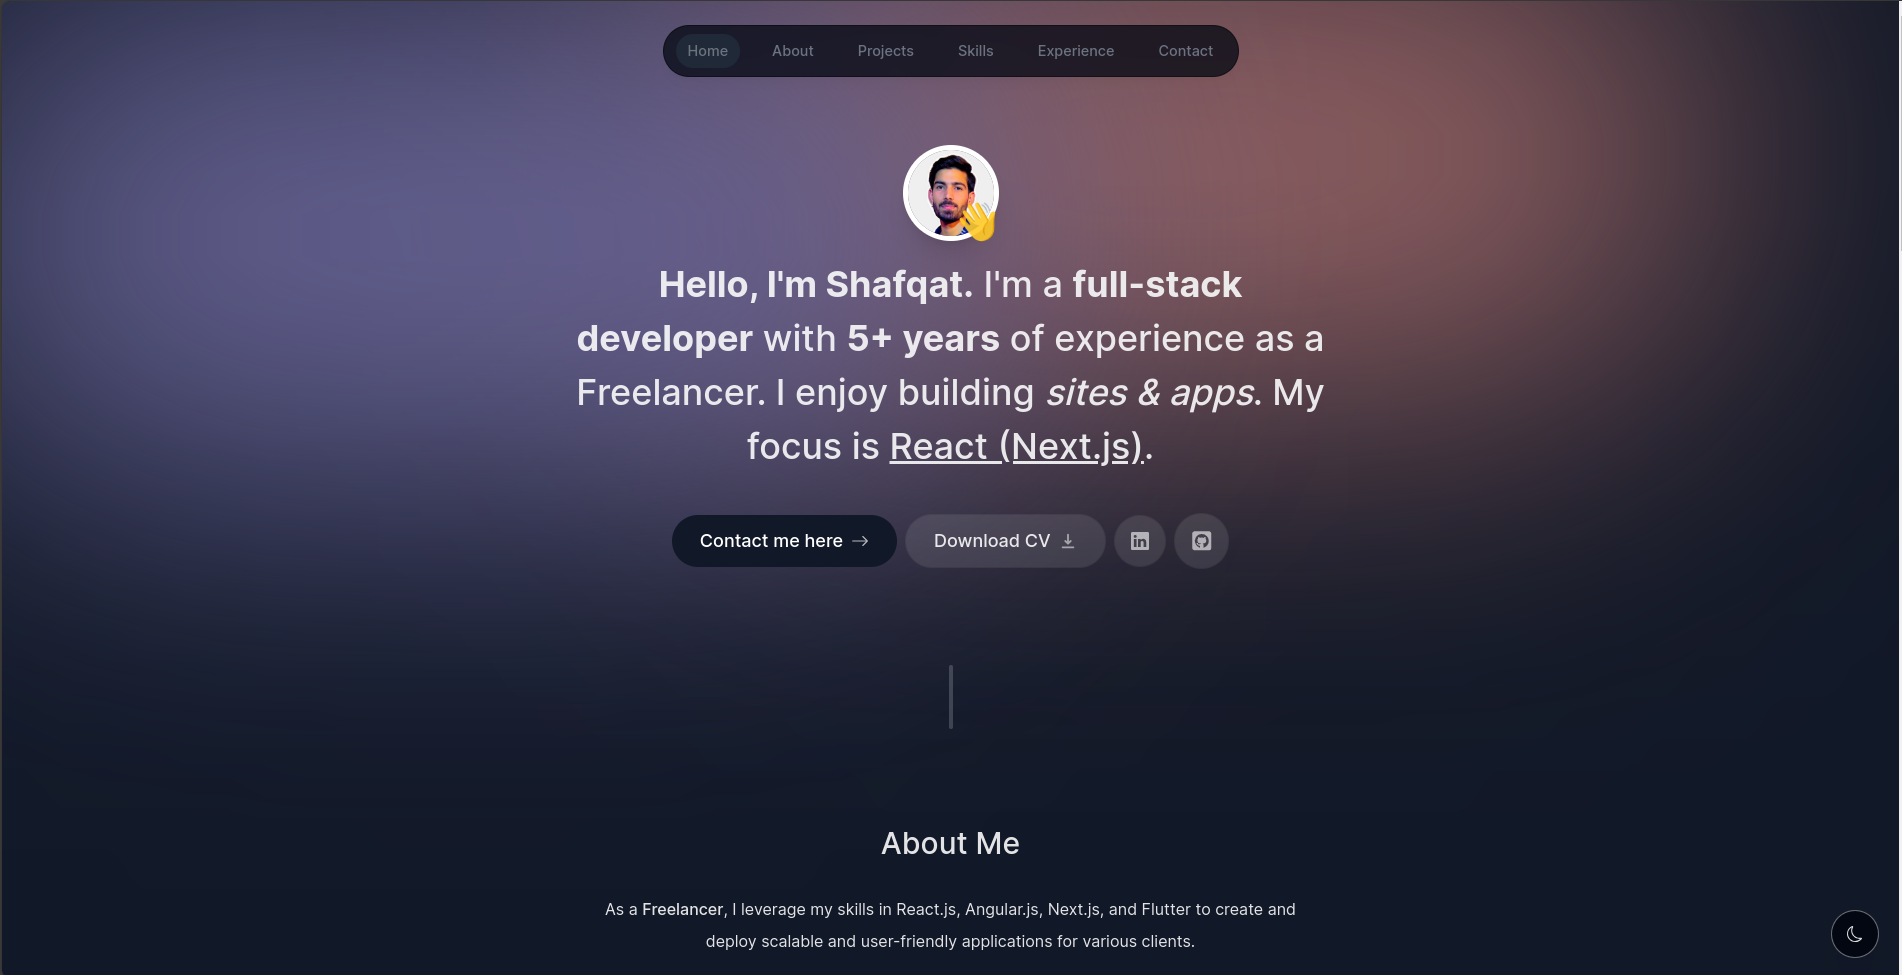 Home About Projects Skills Experience Contact
Hello, I'm Shafqat. I'm a full-stack
developer with 5+ years of experience as a
Freelancer. I enjoy building sites & apps. My
focus is React (Next.js).
Contact me here Download CV in
About Me
As a Freelancer, I leverage my skills in React.js, Angular.js, Next.js, and Flutter to create and
deploy scalable and user-friendly applications for various clients.